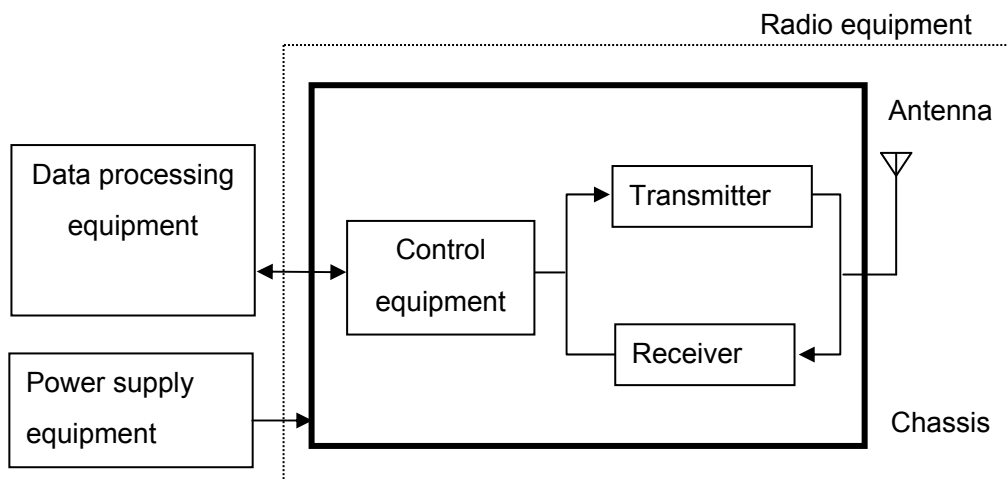 Radio equipment
Antenna
Data processing
equipment
Transmitter
Control
equipment
Receiver
Power supply
equipment
Chassis